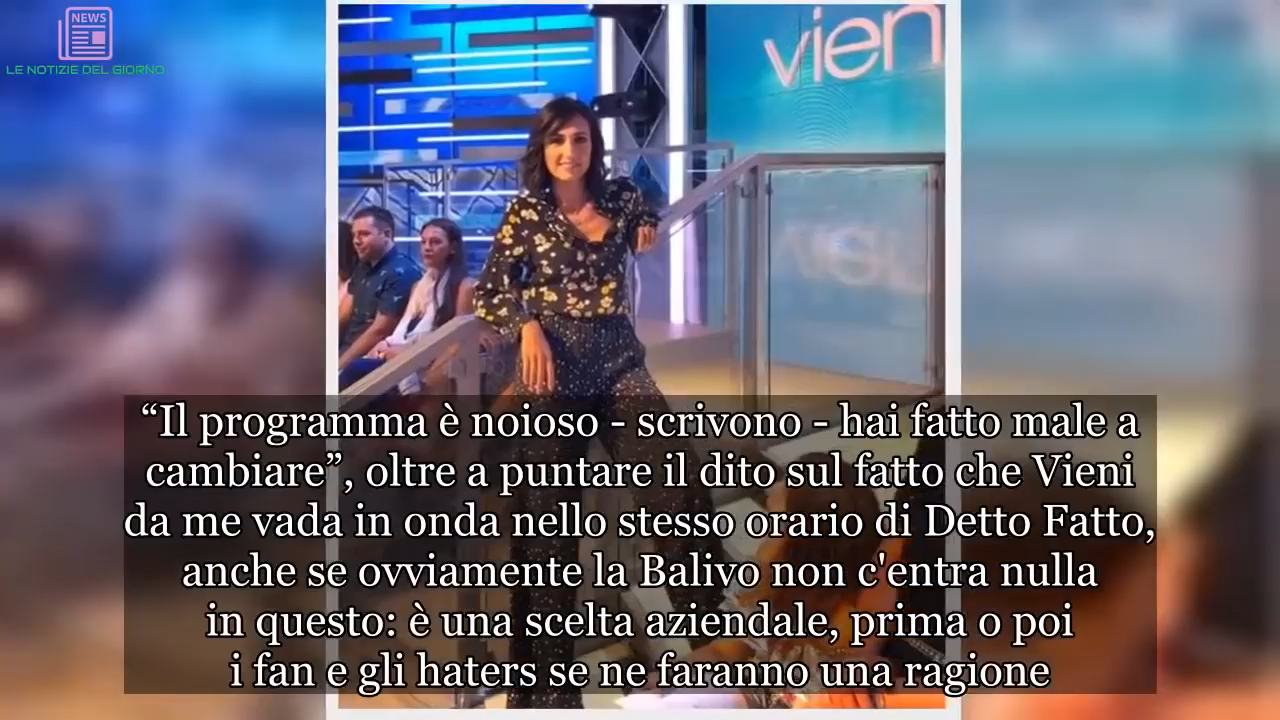 NEWS
LE NOTIZIE DEL GIORNO
vien
“Il programma è noioso - scrivono - hai fatto male a
cambiare”, oltre a puntare il dito sul fatto che Vieni
da me vada in onda nello stesso orario di Detto Fatto,
anche se ovviamente la Balivo non c'entra nulla
in questo: è una scelta aziendale, prima o poi
i fan e gli haters se ne faranno una ragione